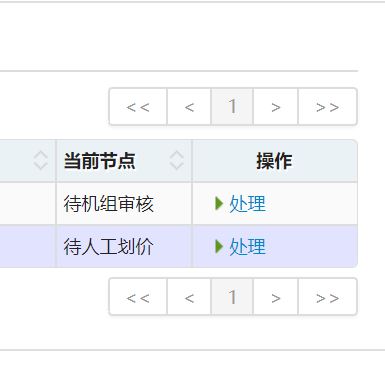 << < 1 > >>
当前节点 操作
待机组审核 处理
待人工划价 处理
<< < 1 > >>